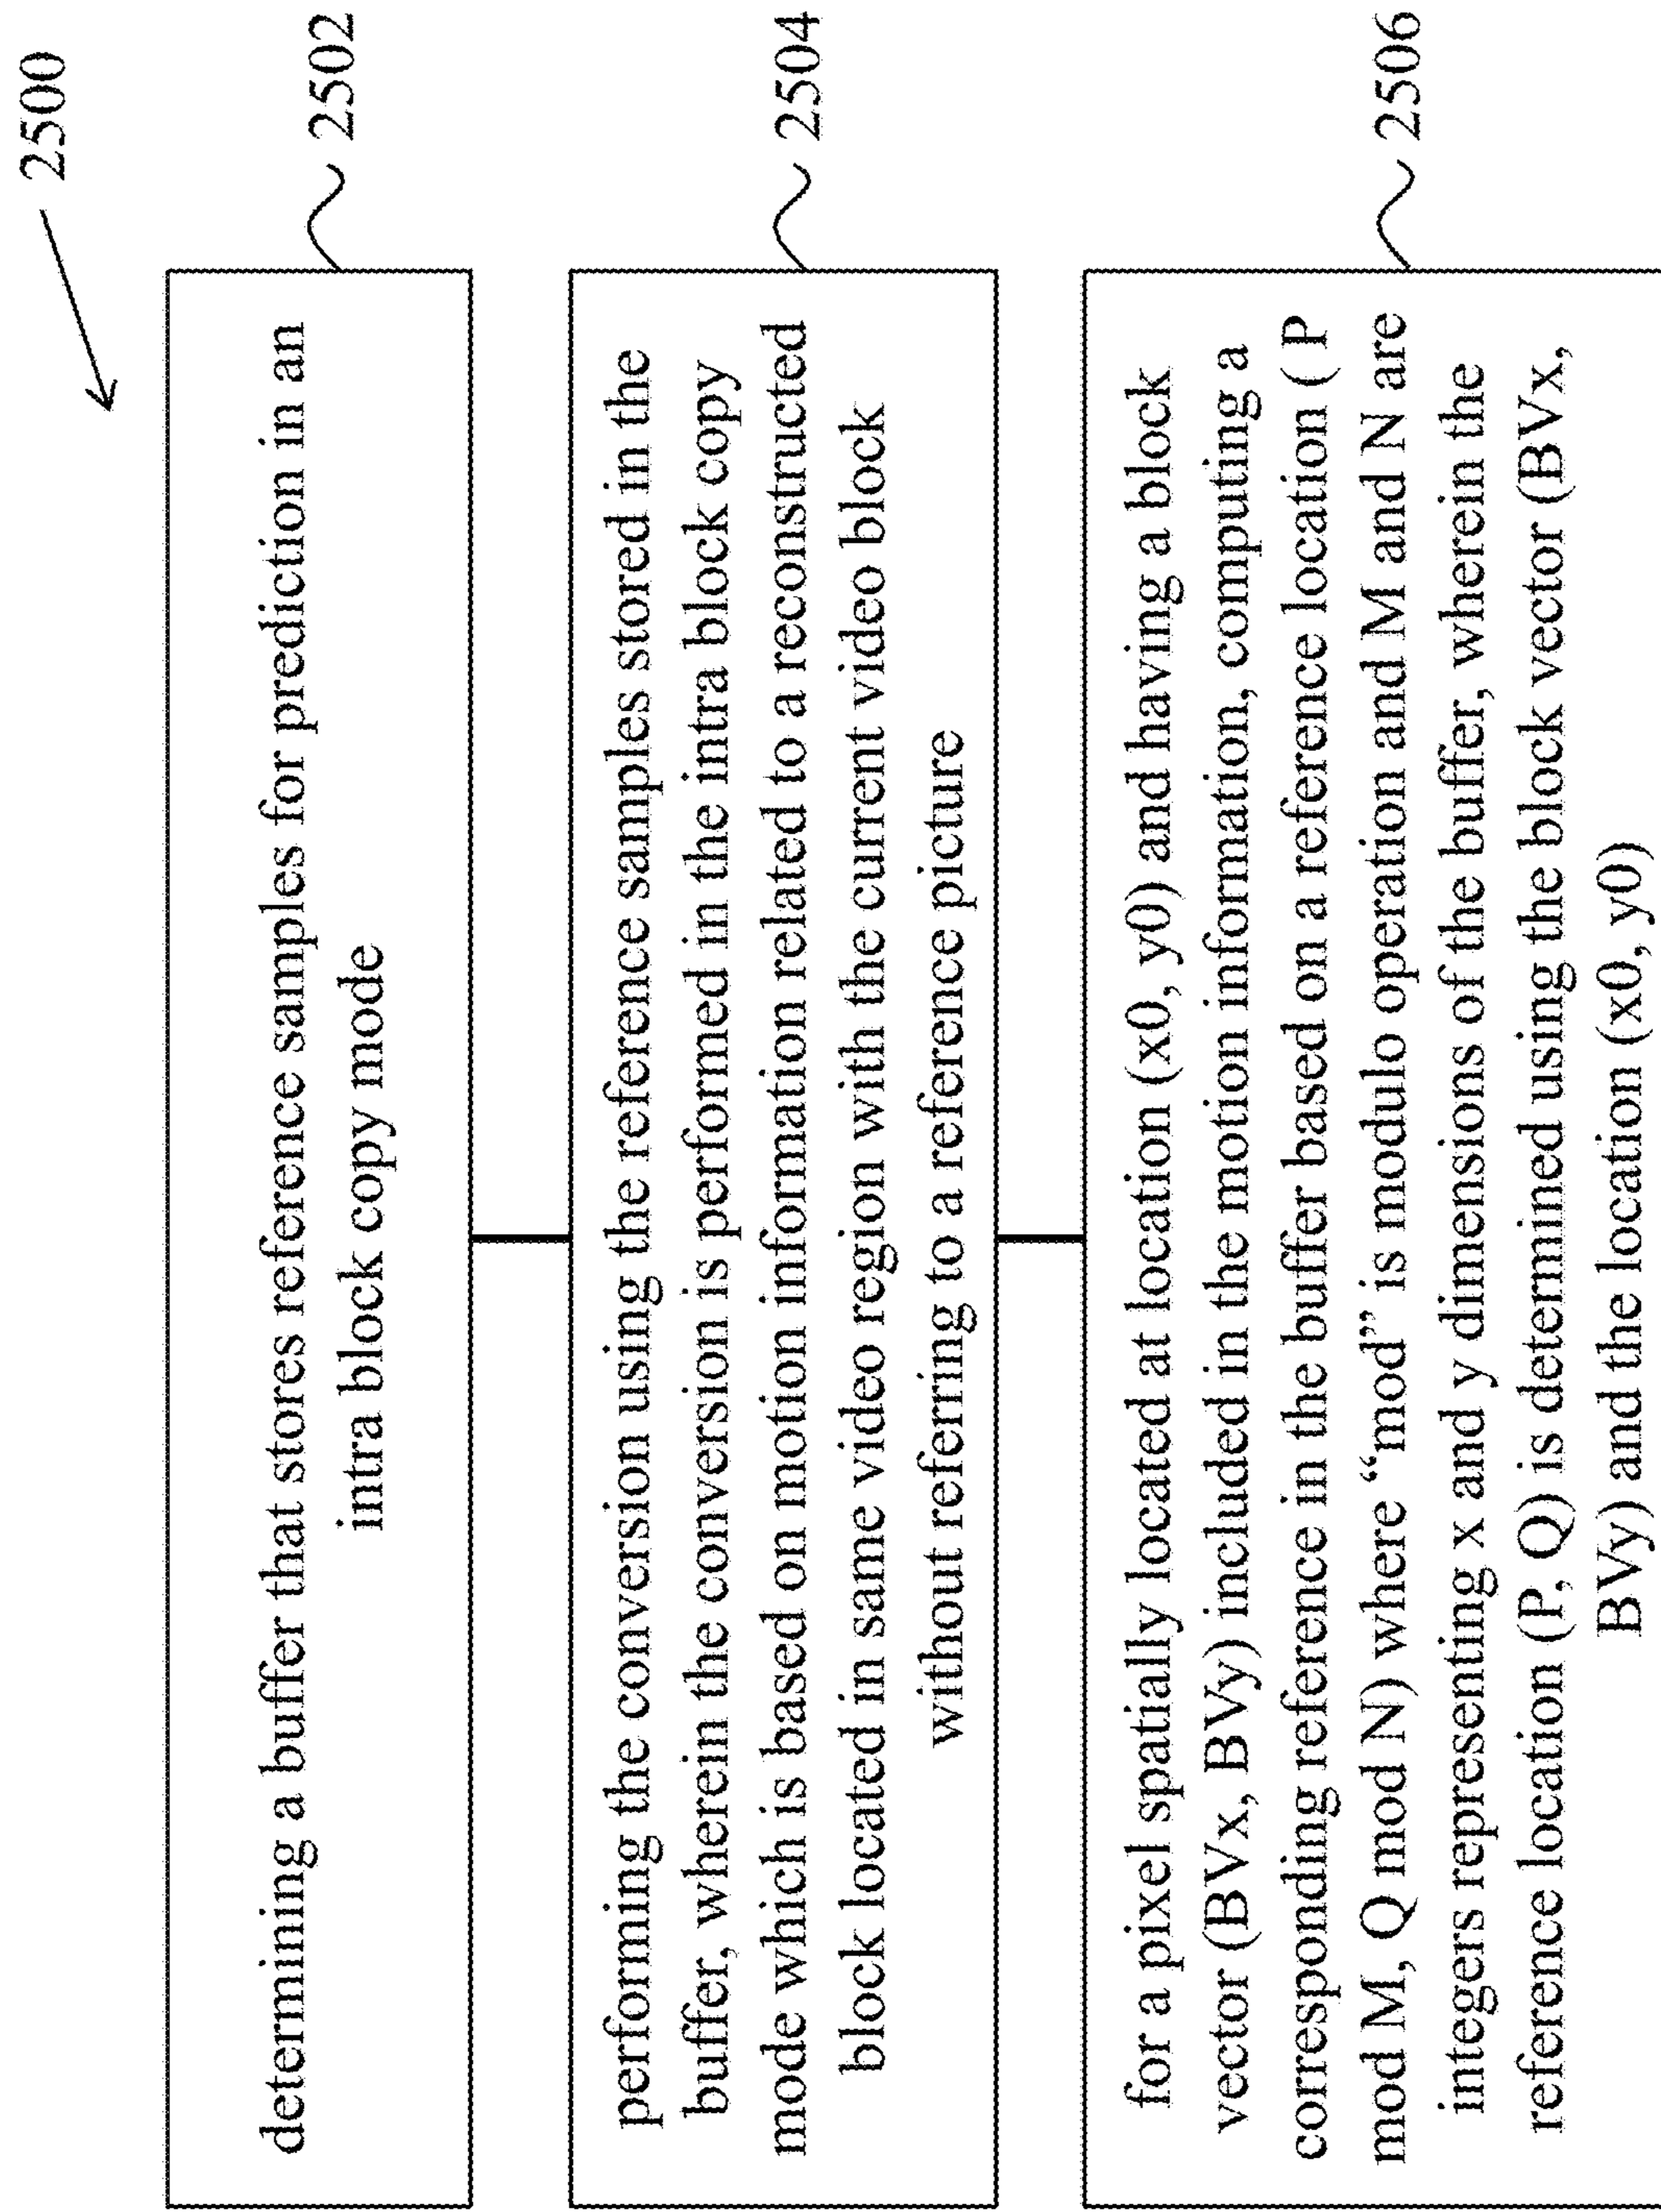 2500
determining a buffer that stores reference samples for prediction in an
intra block copy mode
2502
performing the conversion using the reference samples stored in the
buffer, wherein the conversion is performed in the intra block copy
mode which is based on motion information related to a reconstructed
block located in same video region with the current video block
without referring to a reference picture
2504
for a pixel spatially located at location (x0, y0) and having a block
vector (BVx, BVy) included in the motion information, computing a
corresponding reference in the buffer based on a reference location ( P
mod M, Q mod N) where “mod” is modulo operation and M and N are
integers representing x and y dimensions of the buffer, wherein the
reference location (P, Q) is determined using the block vector (BVx,
BVy) and the location (x0, y0)
2506